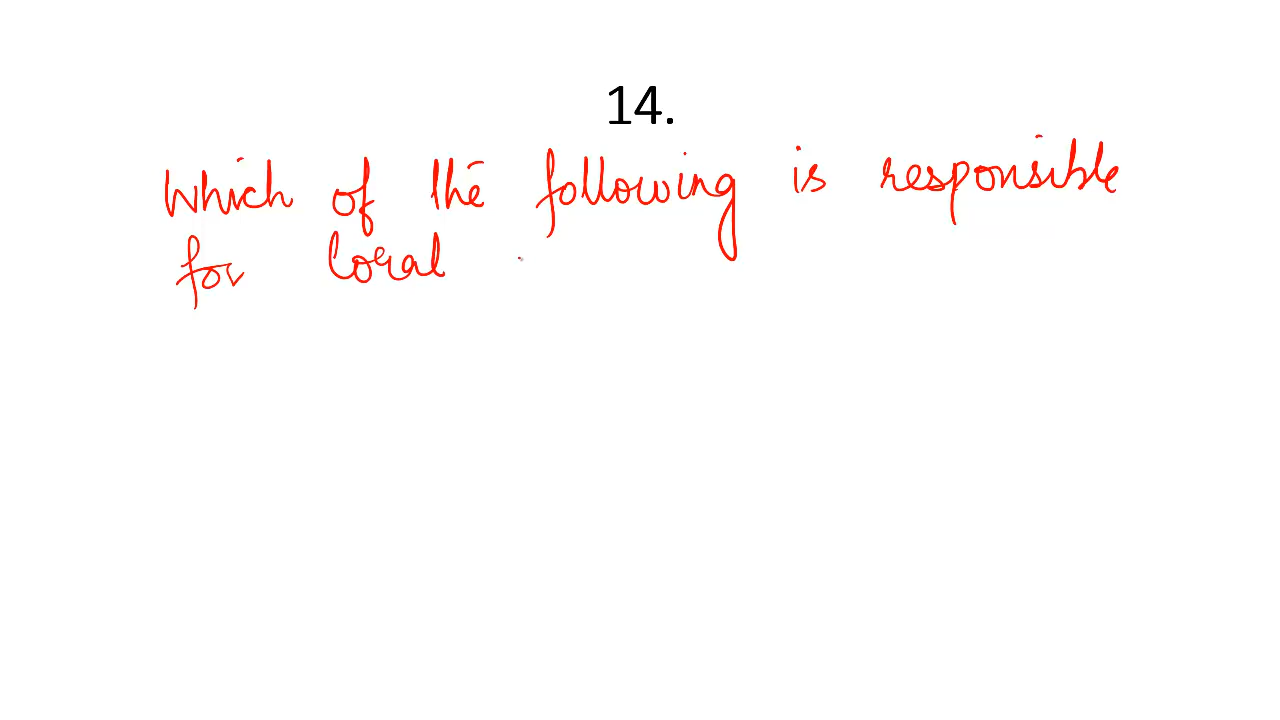 14.
Which of the following is responsible
for Coral